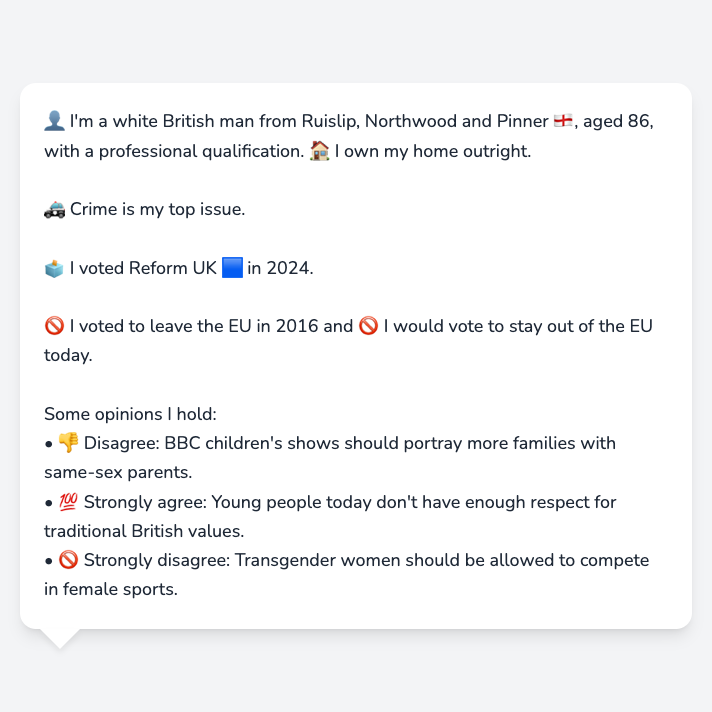 👤 I'm a white British man from Ruislip, Northwood and Pinner 🏴󠁧󠁢󠁥󠁮󠁧󠁿, aged 86,
with a professional qualification. 🏠 I own my home outright.
🚓 Crime is my top issue.
🗳️ I voted Reform UK 🟦 in 2024.
🚫 I voted to leave the EU in 2016 and 🚫 I would vote to stay out of the EU
today.
Some opinions I hold:
• 👎 Disagree: BBC children's shows should portray more families with
same-sex parents.
• 💯 Strongly agree: Young people today don't have enough respect for
traditional British values.
• 🚫 Strongly disagree: Transgender women should be allowed to compete
in female sports.